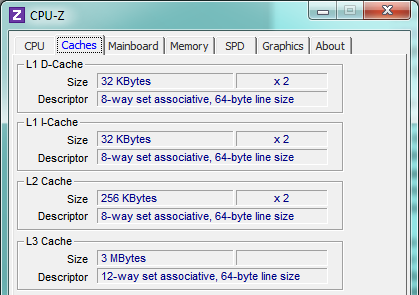 Z CPU-Z
CPU Caches Mainboard Memory SPD Graphics About
L1 D-Cache
Size 32 KBytes x 2
Descriptor 8-way set associative, 64-byte line size
L1 I-Cache
Size 32 KBytes x 2
Descriptor 8-way set associative, 64-byte line size
L2 Cache
Size 256 KBytes x 2
Descriptor 8-way set associative, 64-byte line size
L3 Cache
Size 3 MBytes
Descriptor 12-way set associative, 64-byte line size